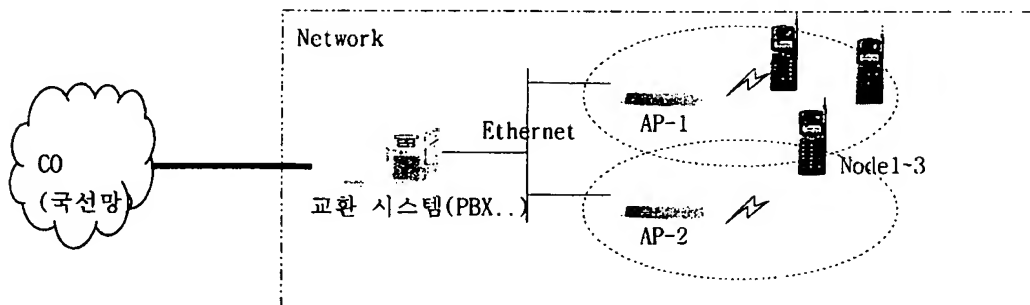 Network
CO
(국선망)
교환 시스템(PBX..)
Ethernet
AP-1
Node1~3
AP-2